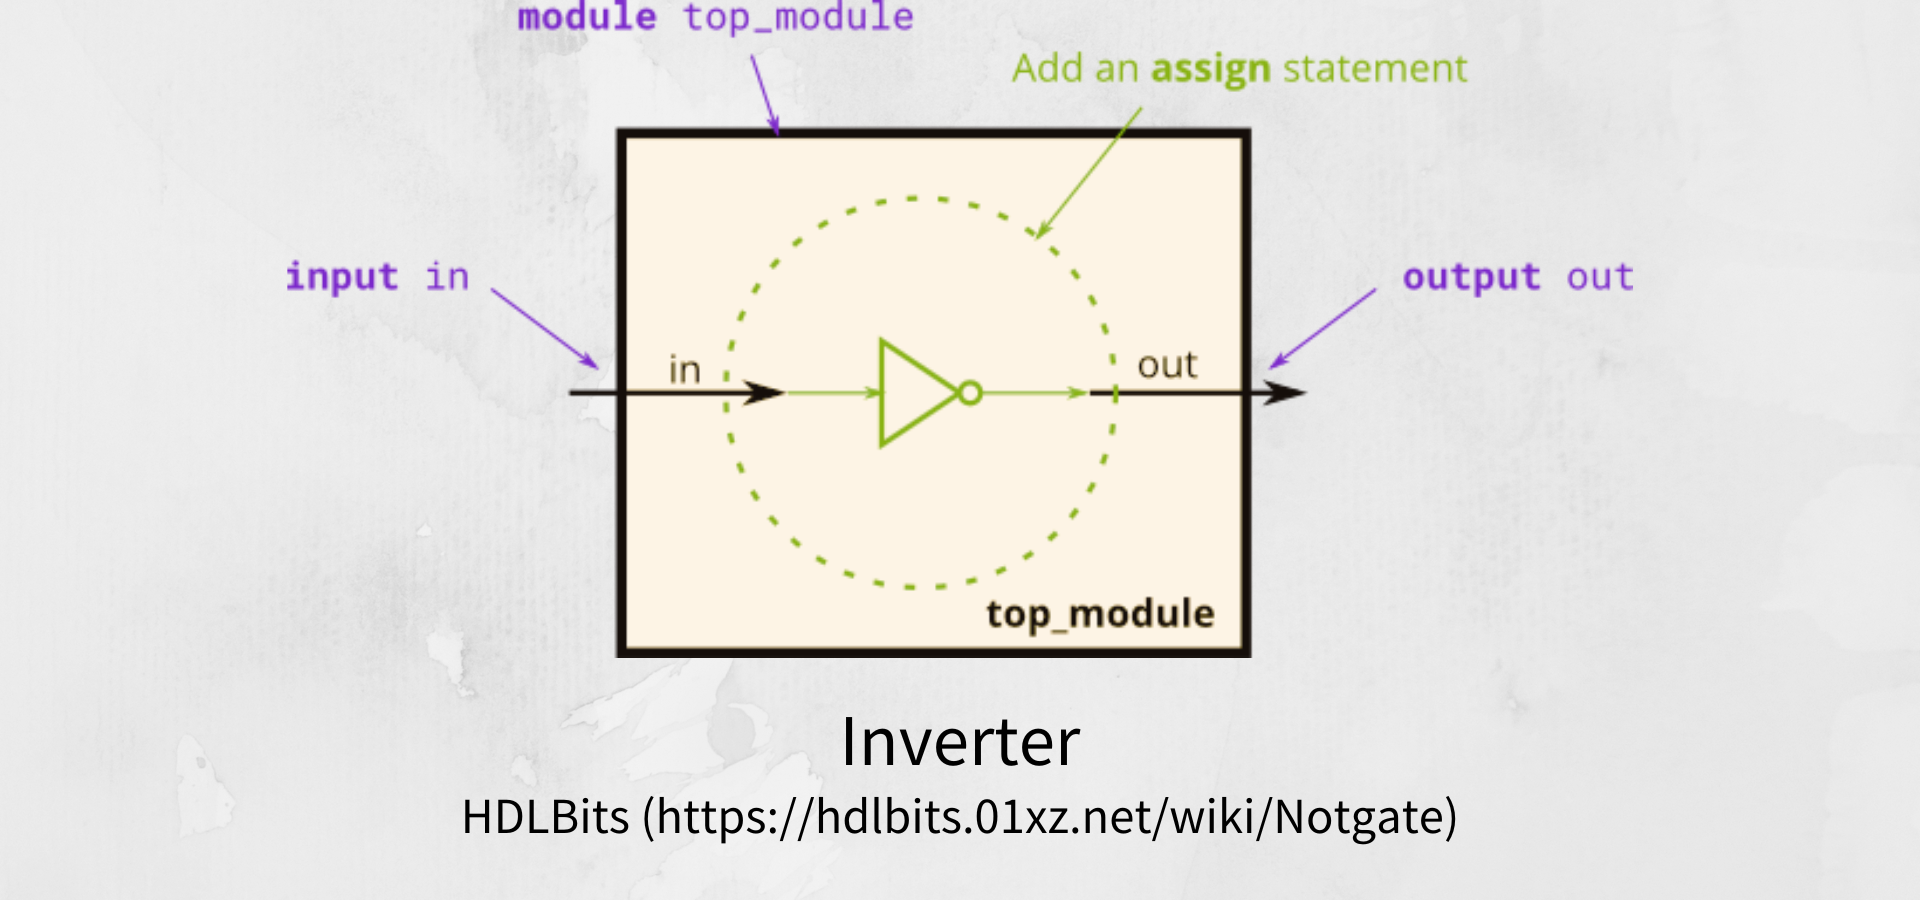 module top_module
Add an assign statement
input in
output out
in
out
top_module
Inverter
HDLBits (https://hdlbits.01xz.net/wiki/Notgate)